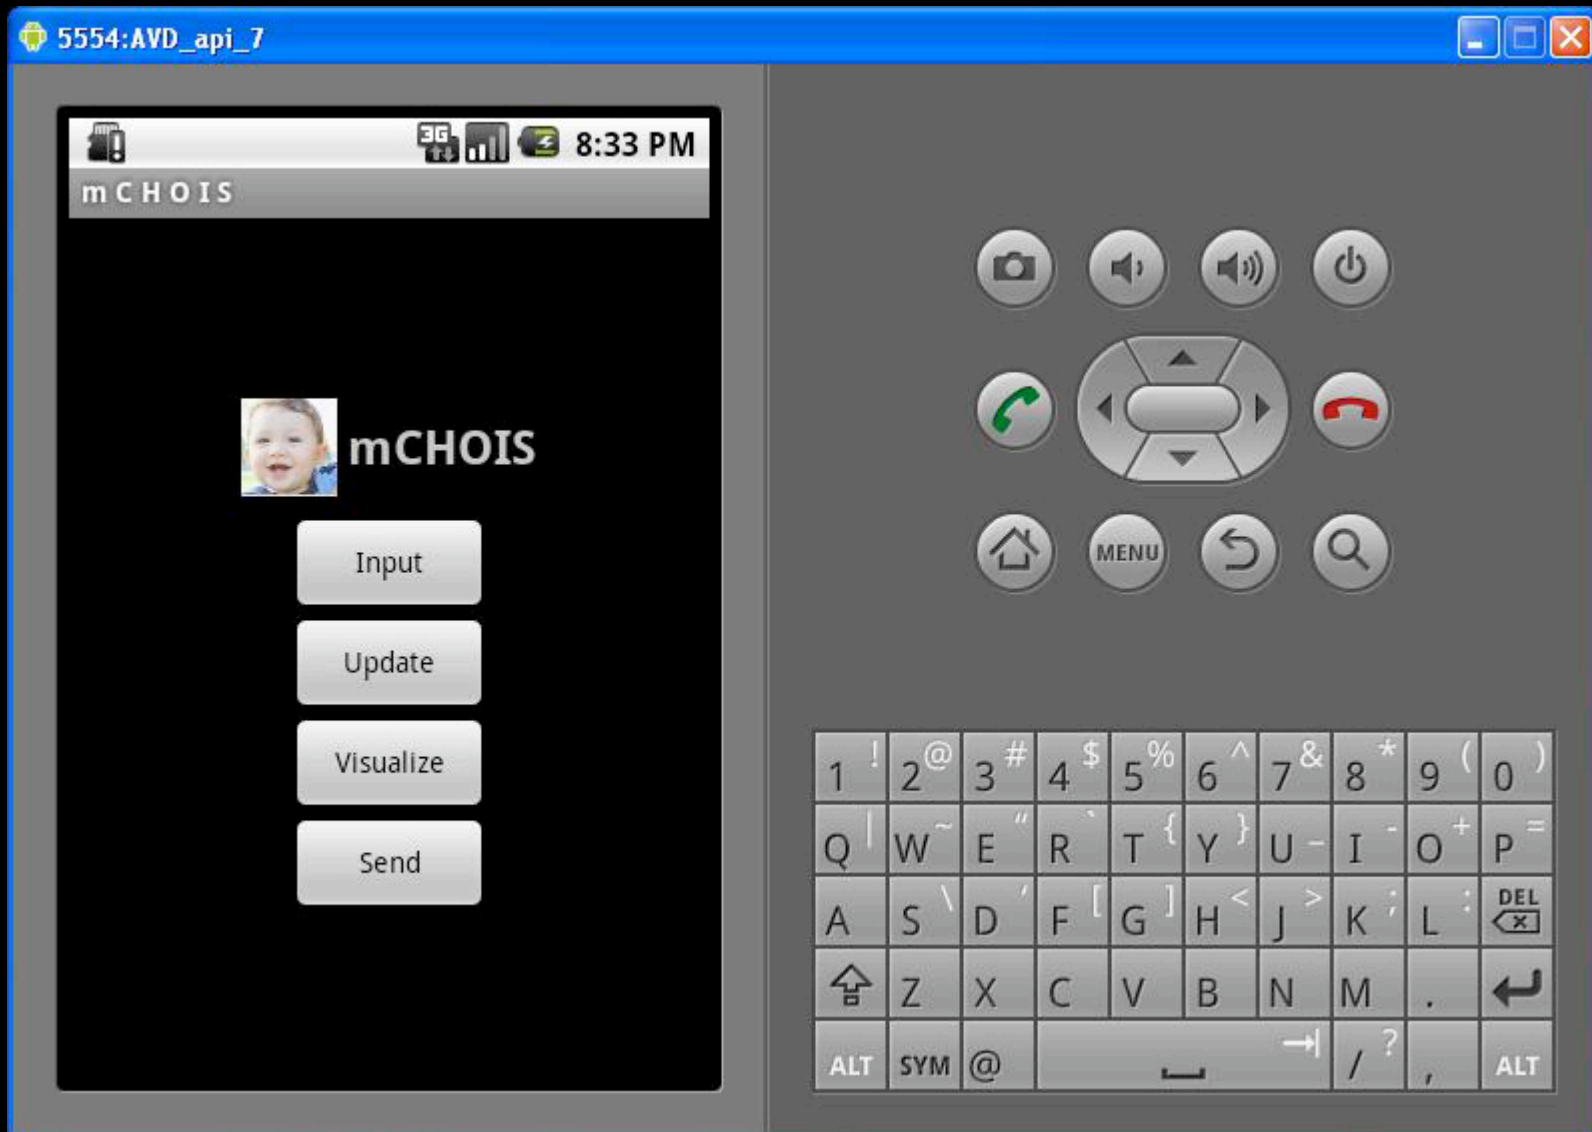 5554:AVD_api_7
3G 8:33 PM
mCHOIS
mCHOIS
Input
Update
Visualize
Send
MENU
1 ! 2 @ 3 # 4 $ 5 % 6 ^ 7 & 8 * 9 ( 0 )
Q | W ~ E " R ` T { Y } U _ I - O + P =
A S \ D ' F [ G ] H < J > K ; L : DEL
Z X C V B N M .
ALT SYM @ / ? , ALT